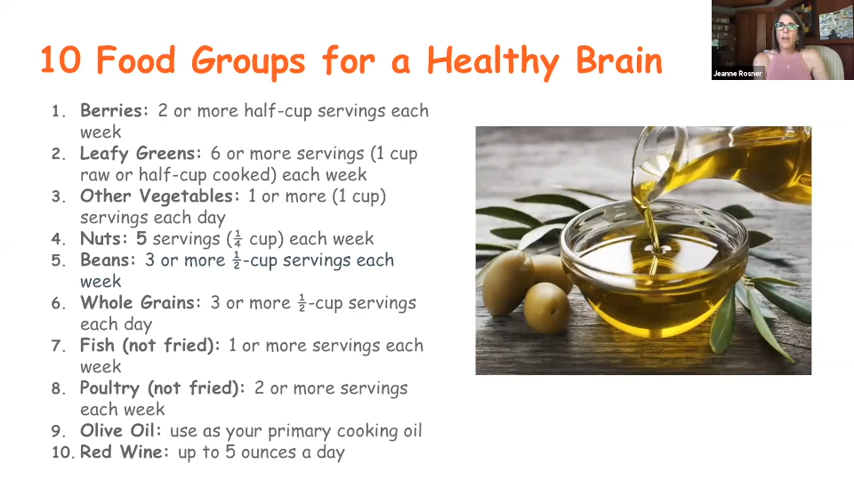 Jeanne Rosner
10 Food Groups for a Healthy Brain
1. Berries: 2 or more half-cup servings each
week
2. Leafy Greens: 6 or more servings (1 cup
raw or half-cup cooked) each week
3. Other Vegetables: 1 or more (1 cup)
servings each day
4. Nuts: 5 servings (¼ cup) each week
5. Beans: 3 or more ½-cup servings each
week
6. Whole Grains: 3 or more ½-cup servings
each day
7. Fish (not fried): 1 or more servings each
week
8. Poultry (not fried): 2 or more servings
each week
9. Olive Oil: use as your primary cooking oil
10. Red Wine: up to 5 ounces a day